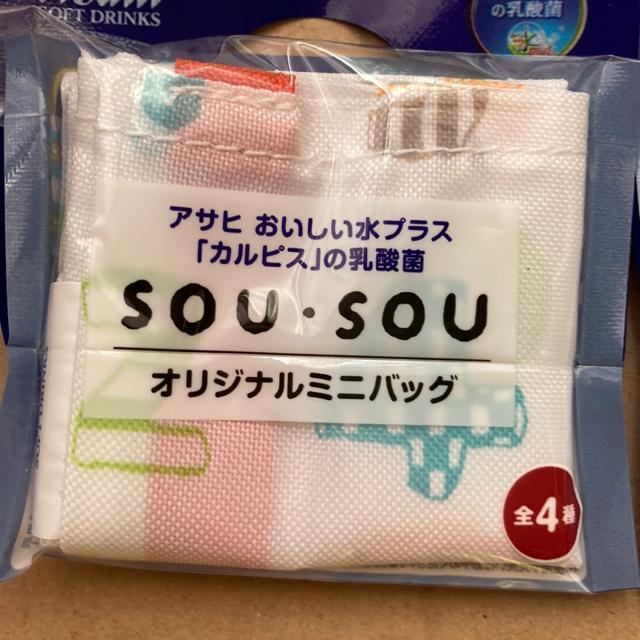 SOFT DRINKS
の乳酸菌
アサヒ おいしい水プラス
「カルピス」の乳酸菌
SOU・SOU
オリジナルミニバッグ
全4種